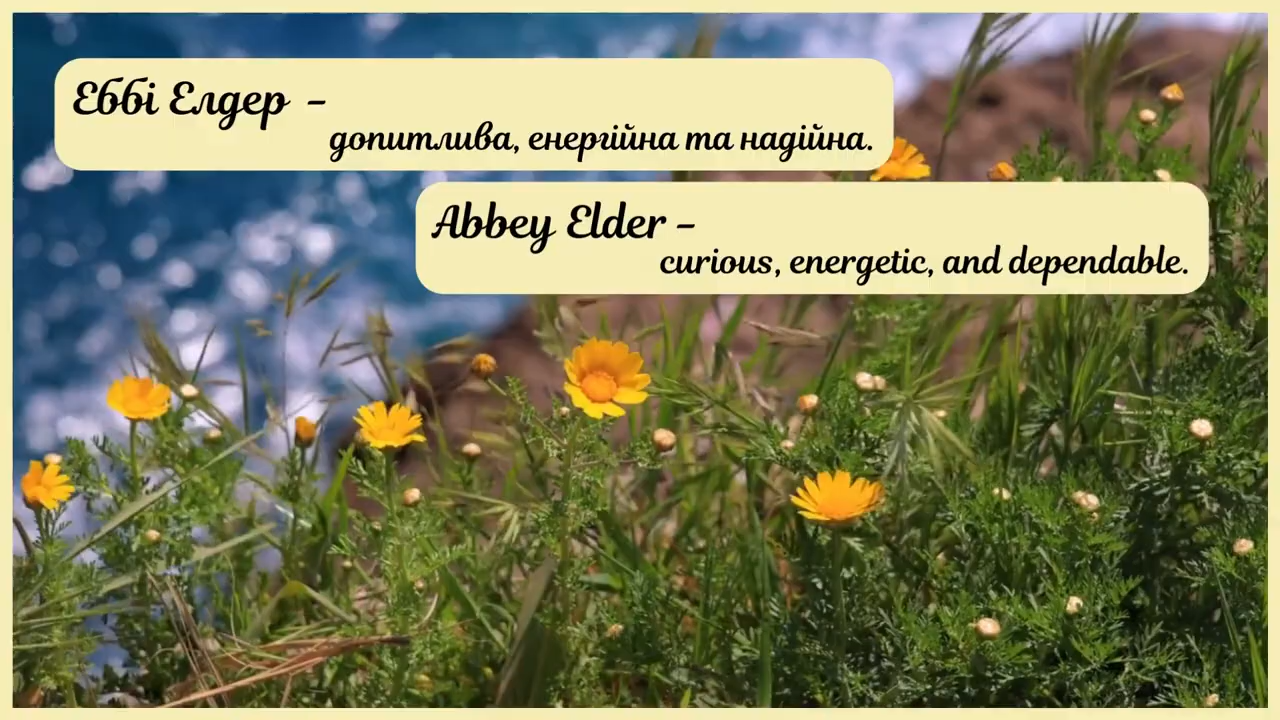 Еббі Елдер –
допитлива, енергійна та надійна.
Abbey Elder –
curious, energetic, and dependable.